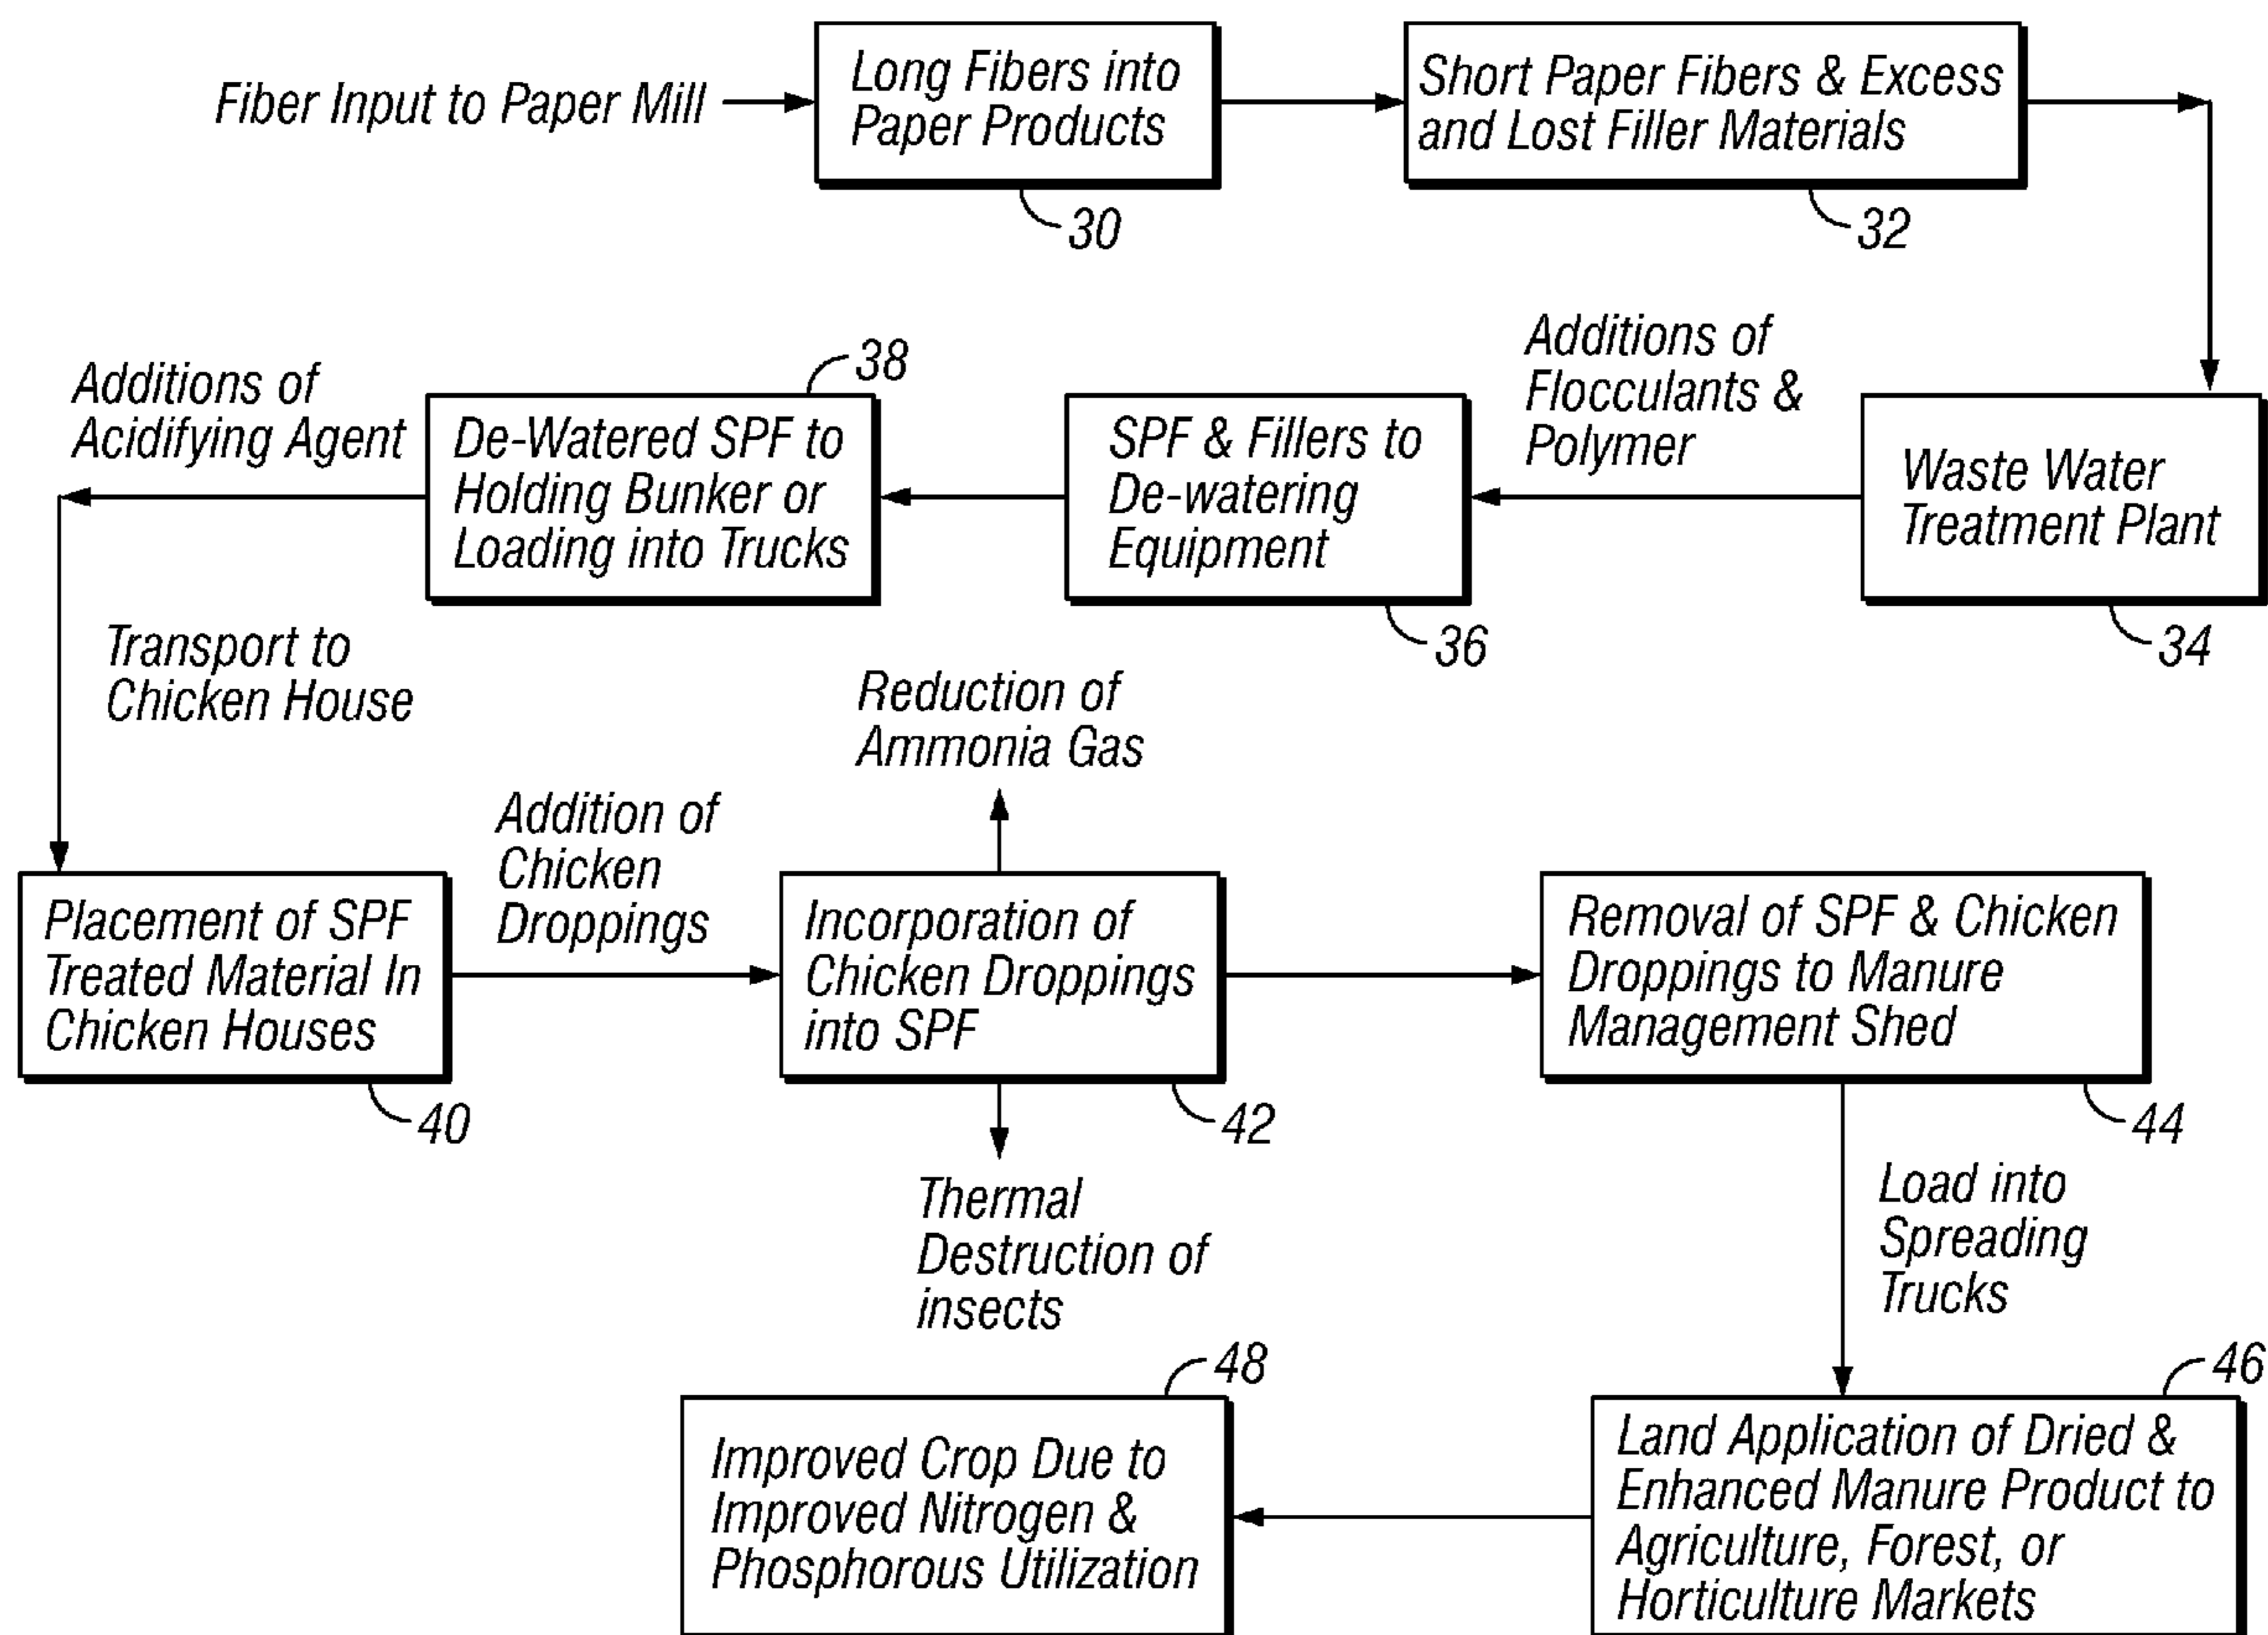 Fiber Input to Paper Mill
Long Fibers into
Paper Products
30
Short Paper Fibers & Excess
and Lost Filler Materials
32
Waste Water
Treatment Plant
34
Additions of
Flocculants &
Polymer
SPF & Fillers to
De-watering
Equipment
36
38
De-Watered SPF to
Holding Bunker or
Loading into Trucks
Additions of
Acidifying Agent
Transport to
Chicken House
Placement of SPF
Treated Material In
Chicken Houses
40
Addition of
Chicken
Droppings
Reduction of
Ammonia Gas
Incorporation of
Chicken Droppings
into SPF
42
Thermal
Destruction of
insects
Removal of SPF & Chicken
Droppings to Manure
Management Shed
44
Load into
Spreading
Trucks
46
Land Application of Dried &
Enhanced Manure Product to
Agriculture, Forest, or
Horticulture Markets
48
Improved Crop Due to
Improved Nitrogen &
Phosphorous Utilization